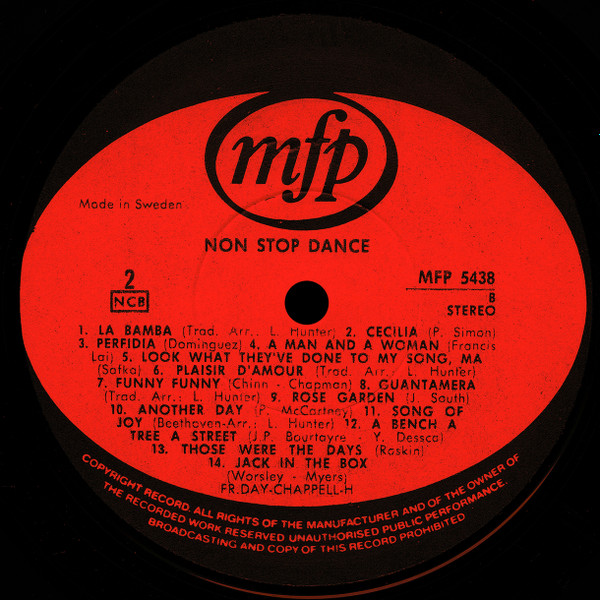 mfp
Made in Sweden
NON STOP DANCE
2
NCB
MFP 5438
B
STEREO
1. LA BAMBA (Trad. Arr.: L. Hunter) 2. CECILIA (P. Simon)
3. PERFIDIA (Dominguez) 4. A MAN AND A WOMAN (Francis
Lai) 5. LOOK WHAT THEY'VE DONE TO MY SONG, MA
(Safka) 6. PLAISIR D'AMOUR (Trad. Arr.: L. Hunter)
7. FUNNY FUNNY (Chinn - Chapman) 8. GUANTAMERA
(Trad. Arr.: L. Hunter) 9. ROSE GARDEN (J. South)
10. ANOTHER DAY (P. McCartney) 11. SONG OF
JOY (Beethoven-Arr.: L. Hunter) 12. A BENCH A
TREE A STREET (J.P. Bourtayre - Y. Dessca)
13. THOSE WERE THE DAYS (Raskin)
14. JACK IN THE BOX
(Worsley - Myers)
FR.DAY-CHAPPELL-H
COPYRIGHT RECORD. ALL RIGHTS OF THE MANUFACTURER AND OF THE OWNER OF
THE RECORDED WORK RESERVED UNAUTHORISED PUBLIC PERFORMANCE.
BROADCASTING AND COPY OF THIS RECORD PROHIBITED